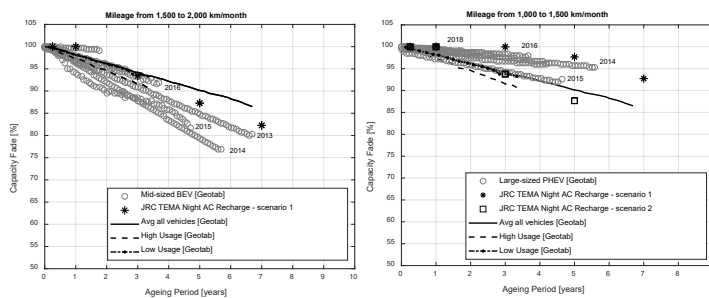 Mileage from 1,500 to 2,000 km/month
100
95
90
85
80
75
70
65
60
55
50
Capacity Fade [%]
2016
2015
2013
2014
Mid-sized BEV [Geotab]
JRC TEMA Night AC Recharge - scenario 1
Avg all vehicles [Geotab]
High Usage [Geotab]
Low Usage [Geotab]
0 1 2 3 4 5 6 7 8 9 10
Ageing Period [years]
Mileage from 1,000 to 1,500 km/month
105
100
95
90
85
80
75
70
65
60
55
50
Capacity Fade [%]
2018
2016
2014
2015
Large-sized PHEV [Geotab]
JRC TEMA Night AC Recharge - scenario 1
JRC TEMA Night AC Recharge - scenario 2
Avg all vehicles [Geotab]
High Usage [Geotab]
Low Usage [Geotab]
0 1 2 3 4 5 6 7 8
Ageing Period [years]